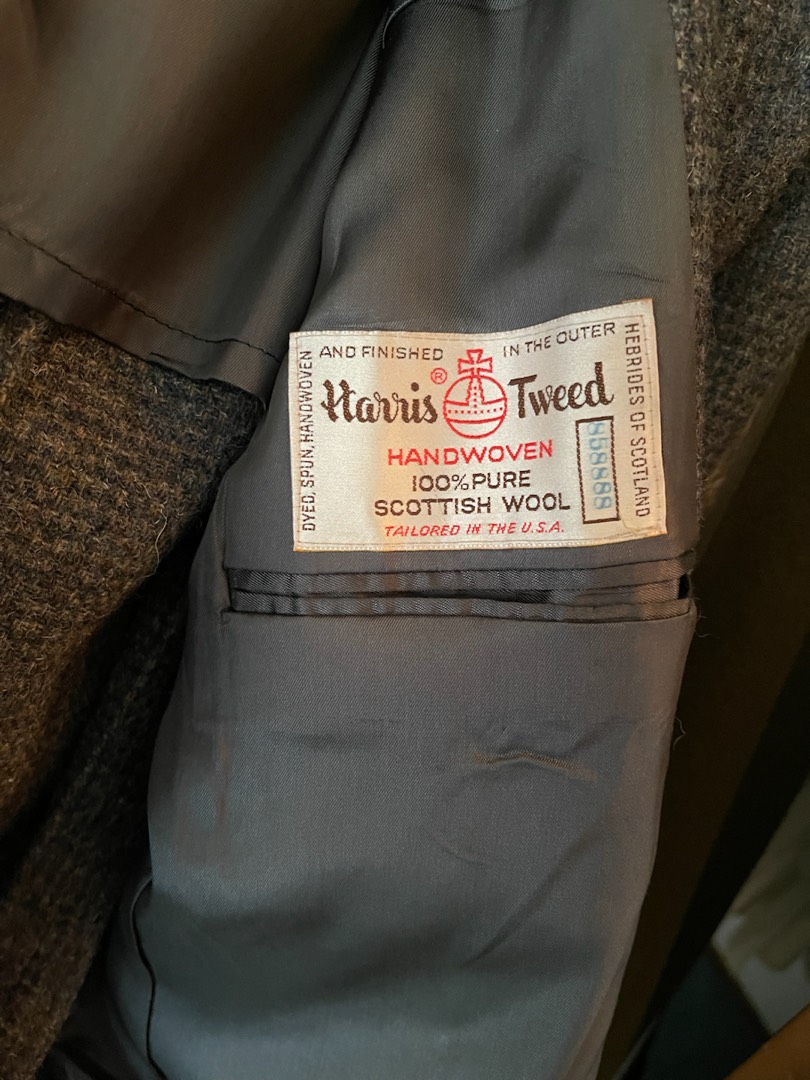 DYED, SPUN, HANDWOVEN
AND FINISHED
IN THE OUTER
HEBRIDES OF SCOTLAND
Harris® Tweed
HANDWOVEN
100% PURE
SCOTTISH WOOL
TAILORED IN THE U.S.A.
858888